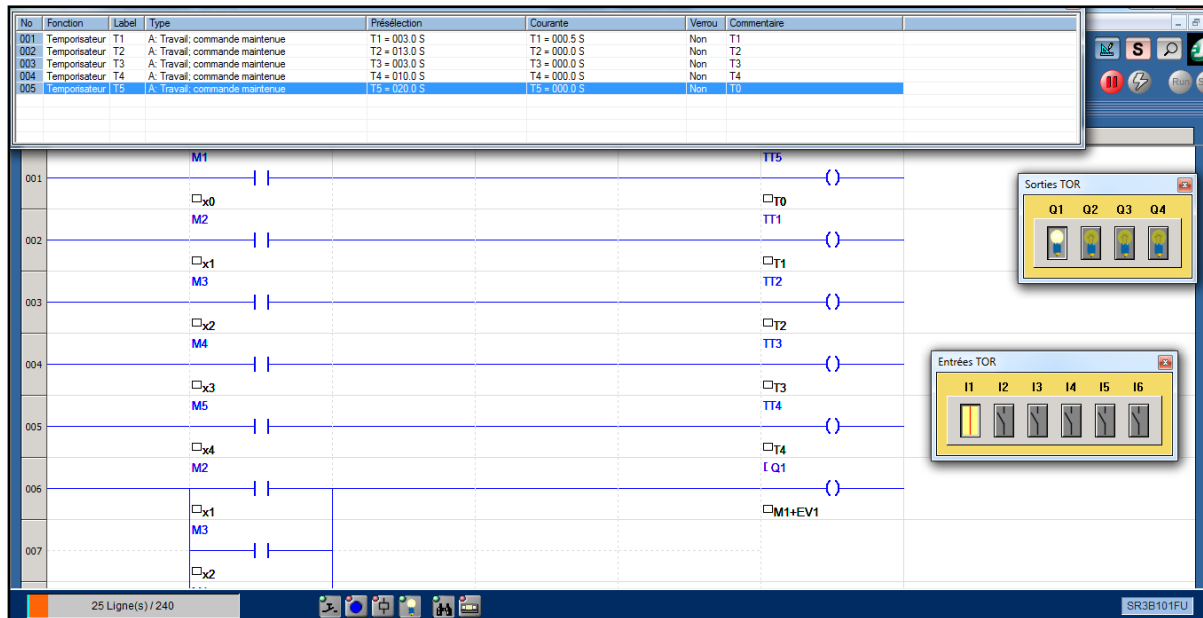 No Fonction Label Type Présélection Courante Verrou Commentaire
001 Temporisateur T1 A: Travail; commande maintenue T1 = 003.0 S T1 = 000.5 S Non T1
002 Temporisateur T2 A: Travail; commande maintenue T2 = 013.0 S T2 = 000.0 S Non T2
003 Temporisateur T3 A: Travail; commande maintenue T3 = 003.0 S T3 = 000.0 S Non T3
004 Temporisateur T4 A: Travail; commande maintenue T4 = 010.0 S T4 = 000.0 S Non T4
005 Temporisateur T5 A: Travail; commande maintenue T5 = 020.0 S T5 = 000.0 S Non T0
S
Run
M1 TT5
001
x0 T0
M2 TT1
002
x1 T1
M3 TT2
003
x2 T2
M4 TT3
004
x3 T3
M5 TT4
005
x4 T4
M2 [ Q1
006
x1 M1+EV1
M3
007
x2
Sorties TOR
Q1 Q2 Q3 Q4
Entrées TOR
I1 I2 I3 I4 I5 I6
25 Ligne(s) / 240
SR3B101FU